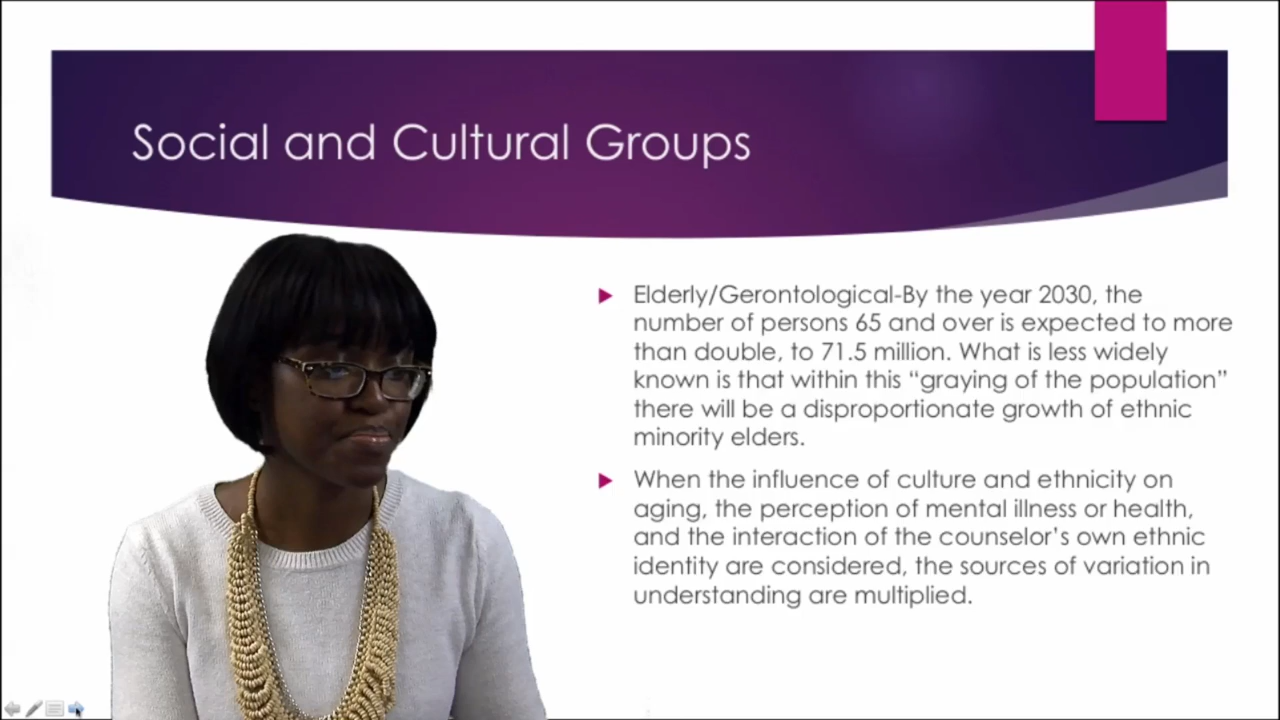 Social and Cultural Groups
Elderly/Gerontological-By the year 2030, the
number of persons 65 and over is expected to more
than double, to 71.5 million. What is less widely
known is that within this “graying of the population”
there will be a disproportionate growth of ethnic
minority elders.
When the influence of culture and ethnicity on
aging, the perception of mental illness or health,
and the interaction of the counselor’s own ethnic
identity are considered, the sources of variation in
understanding are multiplied.